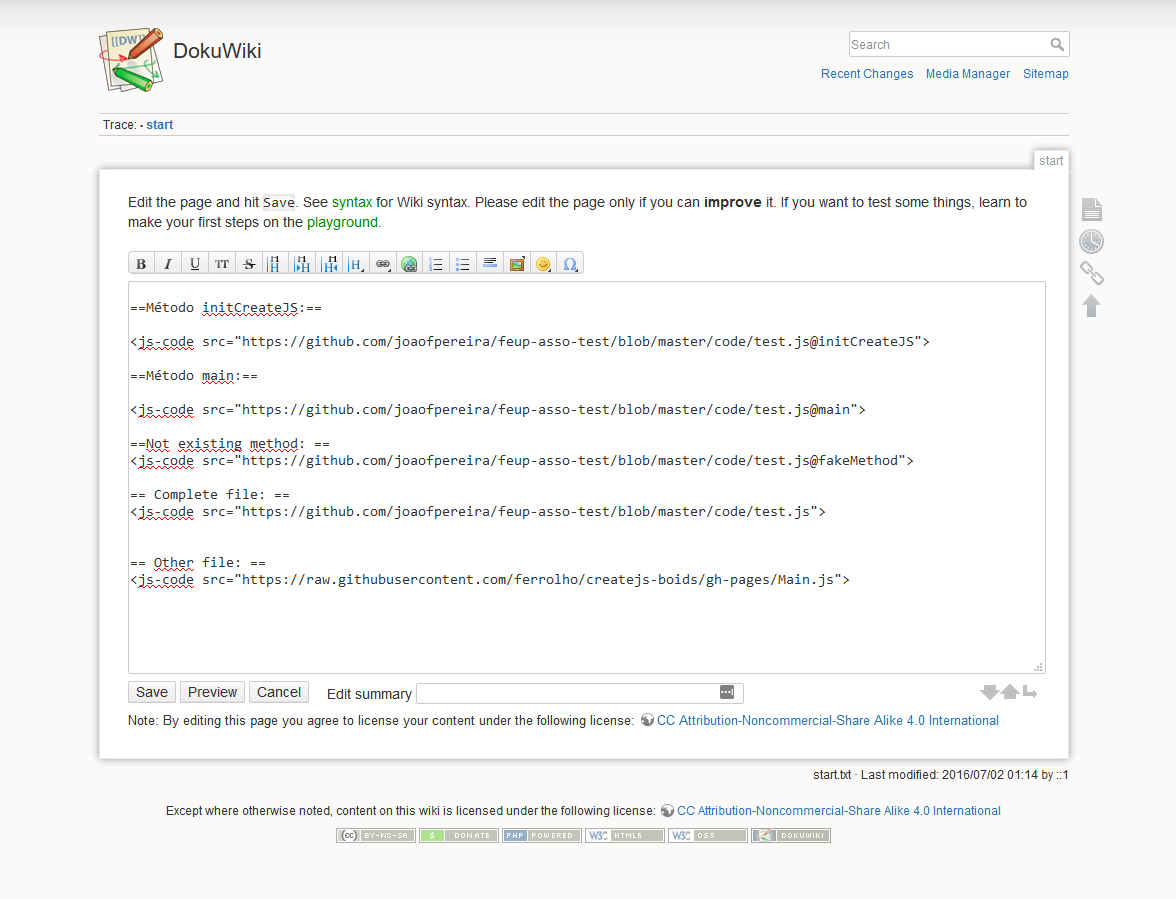 [[DW]]
DokuWiki
Search
Recent Changes Media Manager Sitemap
Trace: • start
start
Edit the page and hit Save. See syntax for Wiki syntax. Please edit the page only if you can improve it. If you want to test some things, learn to
make your first steps on the playground.
B I U TT S H H H H H H H Ω
==Método initCreateJS:==
<js-code src="https://github.com/joaofpereira/feup-asso-test/blob/master/code/test.js@initCreateJS">
==Método main:==
<js-code src="https://github.com/joaofpereira/feup-asso-test/blob/master/code/test.js@main">
==Not existing method: ==
<js-code src="https://github.com/joaofpereira/feup-asso-test/blob/master/code/test.js@fakeMethod">
== Complete file: ==
<js-code src="https://github.com/joaofpereira/feup-asso-test/blob/master/code/test.js">
== Other file: ==
<js-code src="https://raw.githubusercontent.com/ferrolho/createjs-boids/gh-pages/Main.js">
Save Preview Cancel Edit summary
Note: By editing this page you agree to license your content under the following license: CC Attribution-Noncommercial-Share Alike 4.0 International
start.txt · Last modified: 2016/07/02 01:14 by ::1
Except where otherwise noted, content on this wiki is licensed under the following license: CC Attribution-Noncommercial-Share Alike 4.0 International
(cc) BY-NC-SA $ DONATE PHP POWERED W3C HTML5 W3C CSS DOKUWIKI